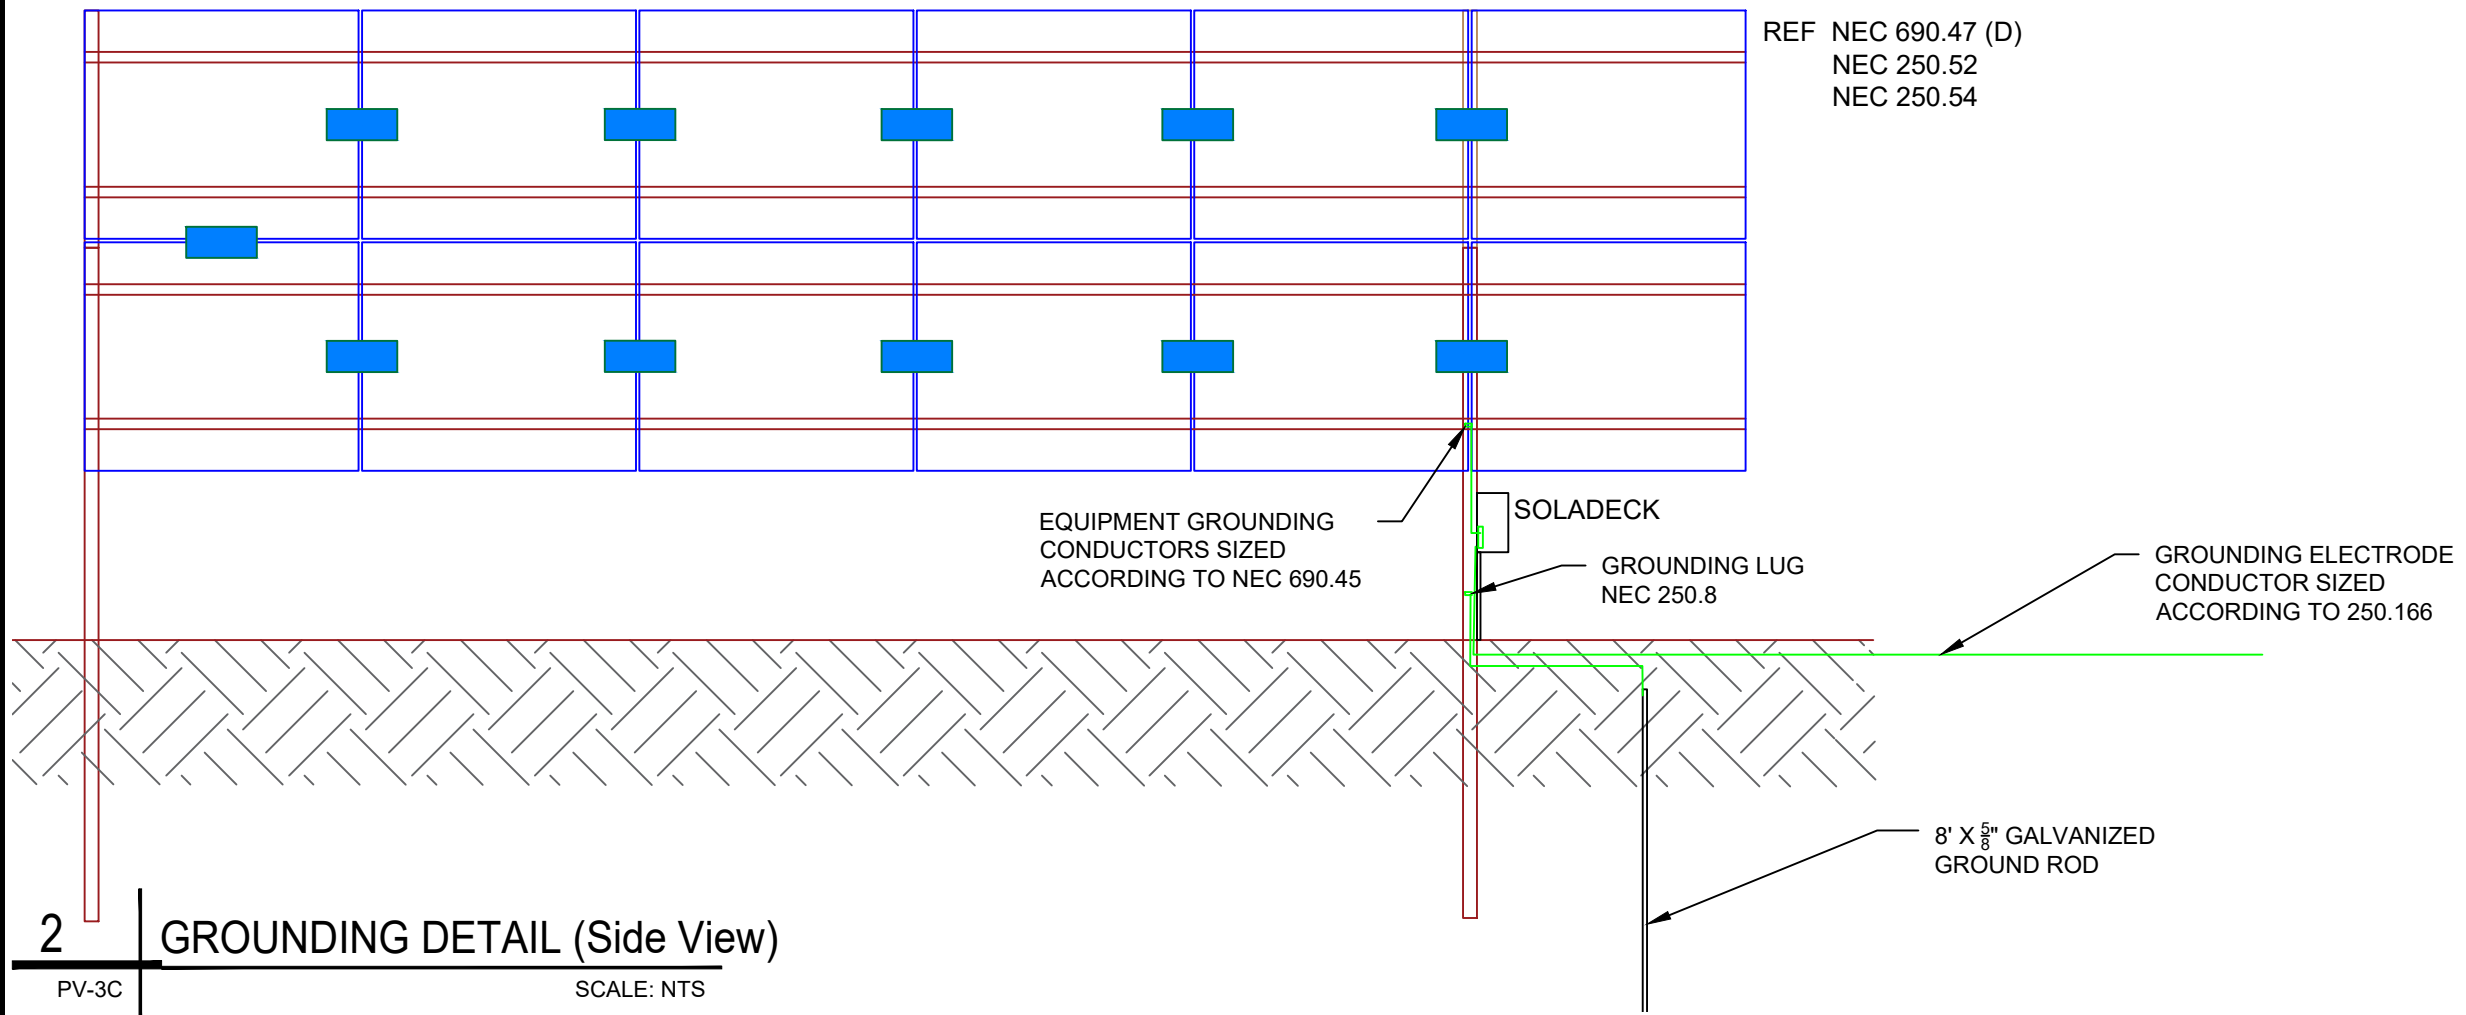 REF NEC 690.47 (D)
NEC 250.52
NEC 250.54
EQUIPMENT GROUNDING
CONDUCTORS SIZED
ACCORDING TO NEC 690.45
SOLADECK
GROUNDING LUG
NEC 250.8
GROUNDING ELECTRODE
CONDUCTOR SIZED
ACCORDING TO 250.166
8' X 5/8" GALVANIZED
GROUND ROD
2
GROUNDING DETAIL (Side View)
PV-3C
SCALE: NTS